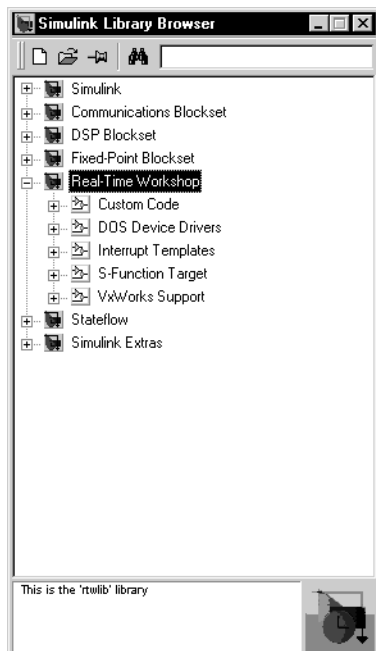 Simulink Library Browser
Simulink
Communications Blockset
DSP Blockset
Fixed-Point Blockset
Real-Time Workshop
Custom Code
DOS Device Drivers
Interrupt Templates
S-Function Target
VxWorks Support
Stateflow
Simulink Extras
This is the 'rtwlib' library